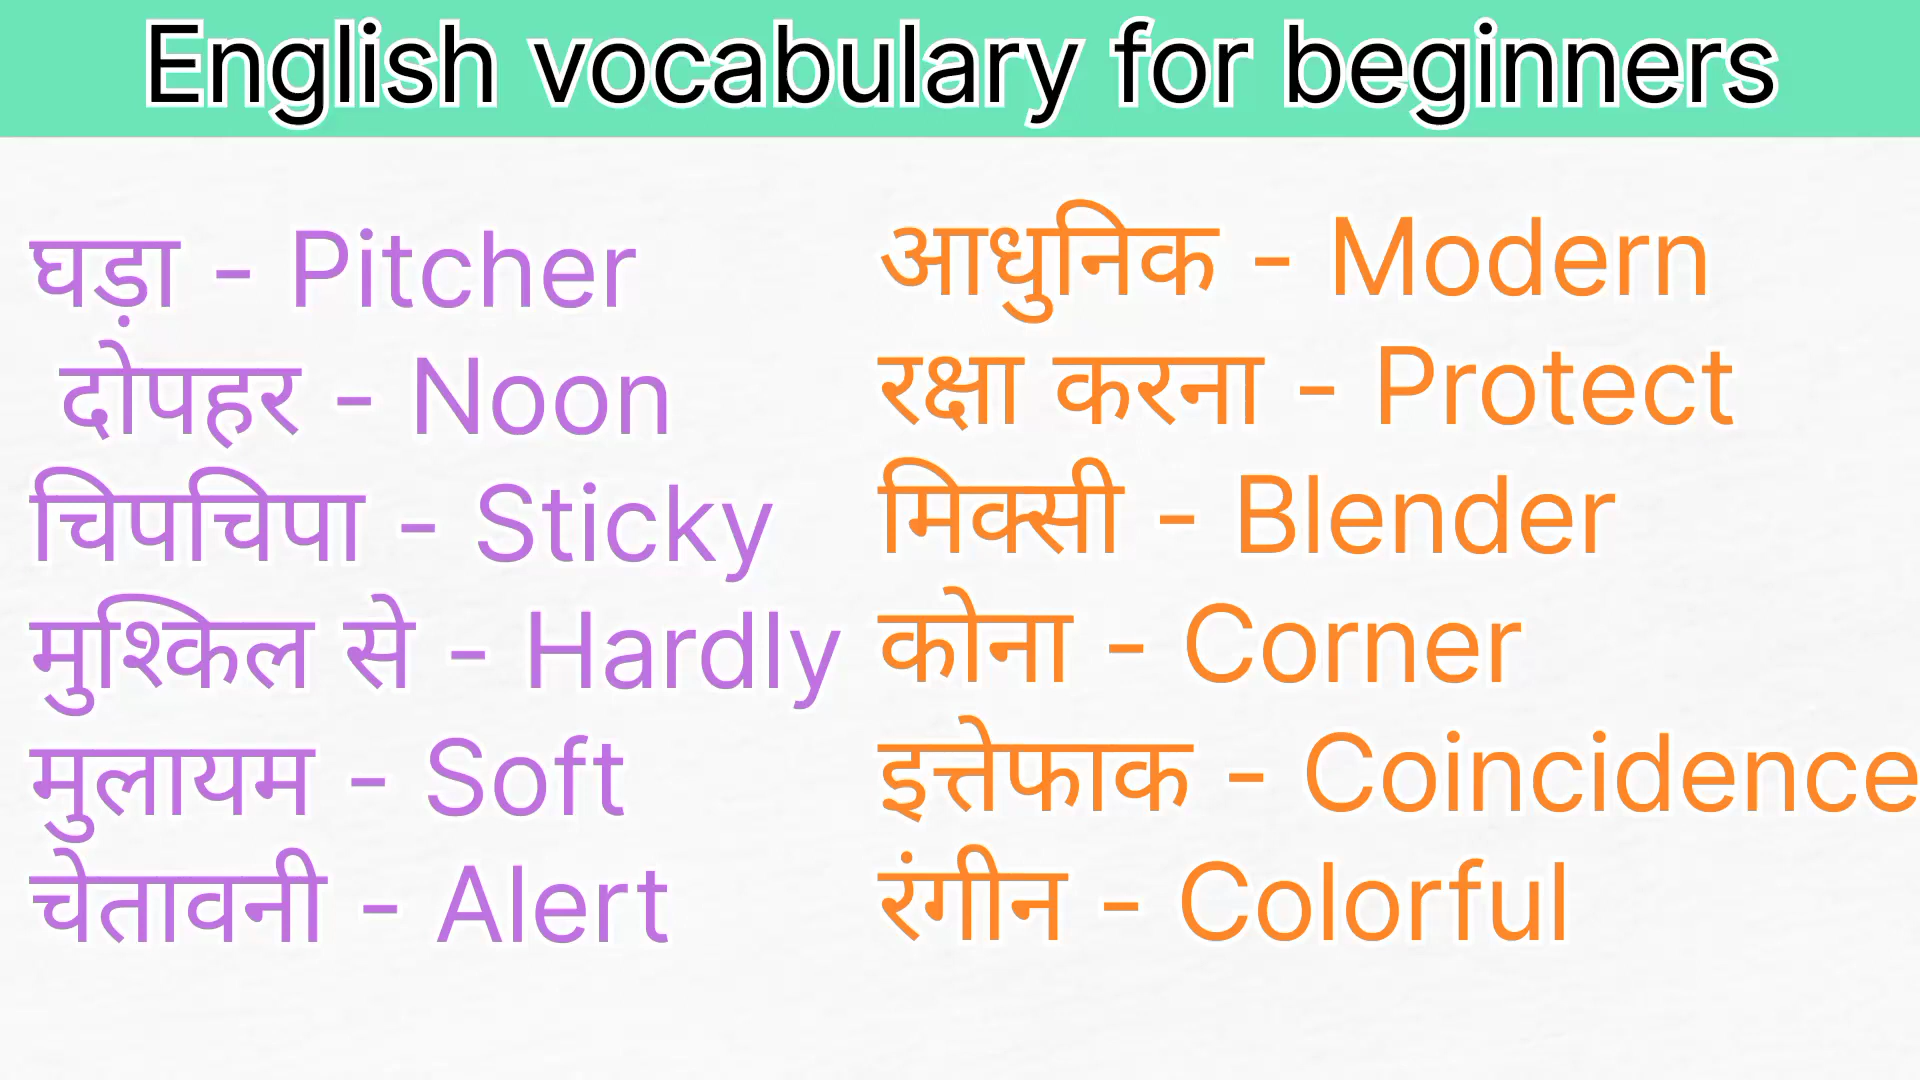 English vocabulary for beginners
घड़ा - Pitcher
दोपहर - Noon
चिपचिपा - Sticky
मुश्किल से - Hardly
मुलायम - Soft
चेतावनी - Alert
आधुनिक - Modern
रक्षा करना - Protect
मिक्सी - Blender
कोना - Corner
इत्तेफाक - Coincidence
रंगीन - Colorful